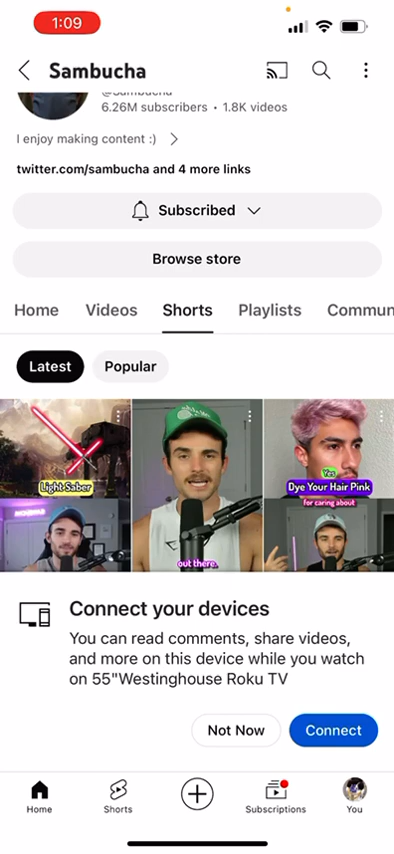 1:09
Sambucha
@Sambucha
6.26M subscribers • 1.8K videos
I enjoy making content :)
twitter.com/sambucha and 4 more links
Subscribed
Browse store
Home Videos Shorts Playlists Commun
Latest Popular
Light Saber
out there.
Yes
Dye Your Hair Pink
for caring about
Connect your devices
You can read comments, share videos,
and more on this device while you watch
on 55"Westinghouse Roku TV
Not Now Connect
Home Shorts Subscriptions You